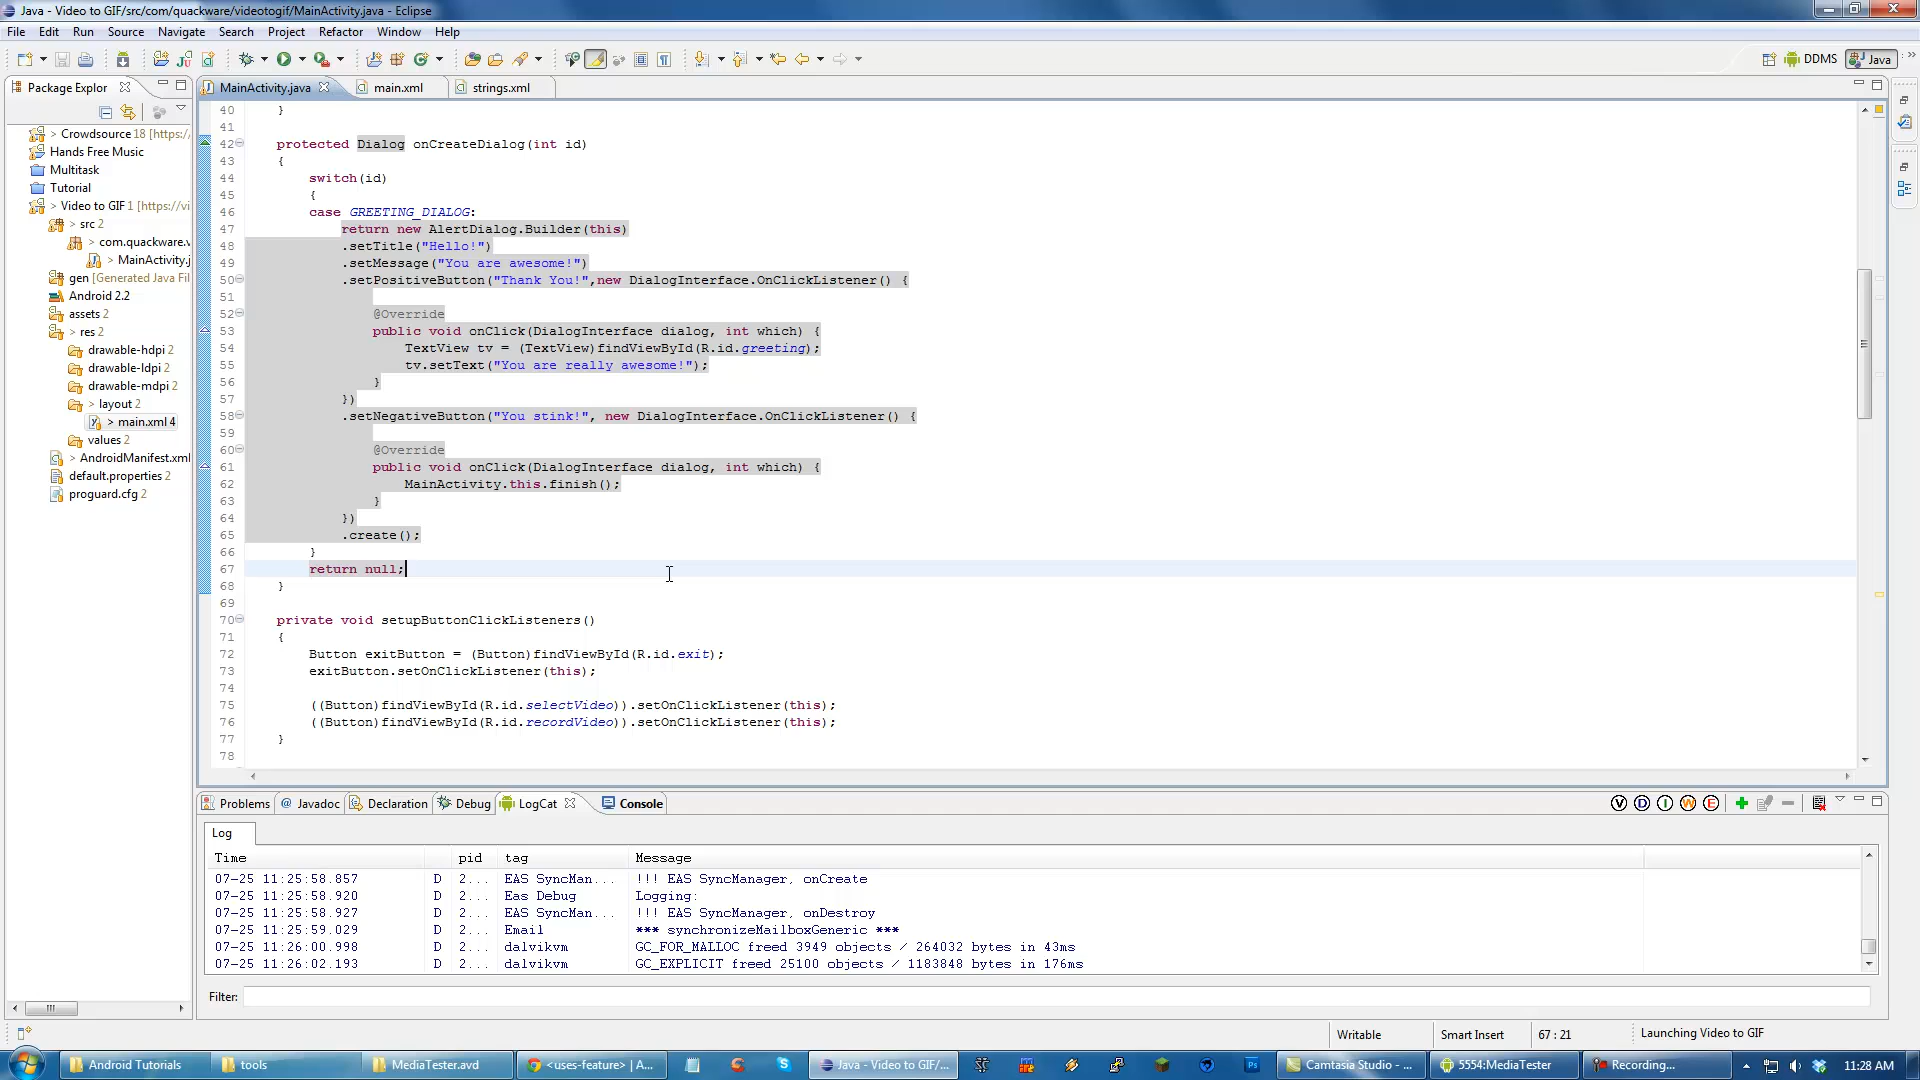 Java - Video to GIF/src/com/quackware/videotogif/MainActivity.java - Eclipse
File Edit Run Source Navigate Search Project Refactor Window Help
DDMS Java
Package Explor
MainActivity.java main.xml strings.xml
Crowdsource 18 [https:/
Hands Free Music
Multitask
Tutorial
Video to GIF 1 [https://vi
src 2
com.quackware.v
MainActivity.j
gen [Generated Java Fil
Android 2.2
assets 2
res 2
drawable-hdpi 2
drawable-ldpi 2
drawable-mdpi 2
layout 2
main.xml 4
values 2
AndroidManifest.xml
default.properties 2
proguard.cfg 2
40 }
41
42 protected Dialog onCreateDialog(int id)
43 {
44 switch(id)
45 {
46 case GREETING_DIALOG:
47 return new AlertDialog.Builder(this)
48 .setTitle("Hello!")
49 .setMessage("You are awesome!")
50 .setPositiveButton("Thank You!",new DialogInterface.OnClickListener() {
51
52 @Override
53 public void onClick(DialogInterface dialog, int which) {
54 TextView tv = (TextView)findViewById(R.id.greeting);
55 tv.setText("You are really awesome!");
56 }
57 })
58 .setNegativeButton("You stink!", new DialogInterface.OnClickListener() {
59
60 @Override
61 public void onClick(DialogInterface dialog, int which) {
62 MainActivity.this.finish();
63 }
64 })
65 .create();
66 }
67 return null;
68 }
69
70 private void setupButtonClickListeners()
71 {
72 Button exitButton = (Button)findViewById(R.id.exit);
73 exitButton.setOnClickListener(this);
74
75 ((Button)findViewById(R.id.selectVideo)).setOnClickListener(this);
76 ((Button)findViewById(R.id.recordVideo)).setOnClickListener(this);
77 }
78
Problems Javadoc Declaration Debug LogCat Console
V D I W E
Log
Time pid tag Message
07-25 11:25:58.857 D 2... EAS SyncMan... !!! EAS SyncManager, onCreate
07-25 11:25:58.920 D 2... Eas Debug Logging:
07-25 11:25:58.927 D 2... EAS SyncMan... !!! EAS SyncManager, onDestroy
07-25 11:25:59.029 D 2... Email *** synchronizeMailboxGeneric ***
07-25 11:26:00.998 D 2... dalvikvm GC_FOR_MALLOC freed 3949 objects / 264032 bytes in 43ms
07-25 11:26:02.193 D 2... dalvikvm GC_EXPLICIT freed 25100 objects / 1183848 bytes in 176ms
Filter:
Writable Smart Insert 67 : 21 Launching Video to GIF
Android Tutorials tools MediaTester.avd <uses-feature> | A... Java - Video to GIF/... Ps Camtasia Studio - ... 5554:MediaTester Recording... 11:28 AM